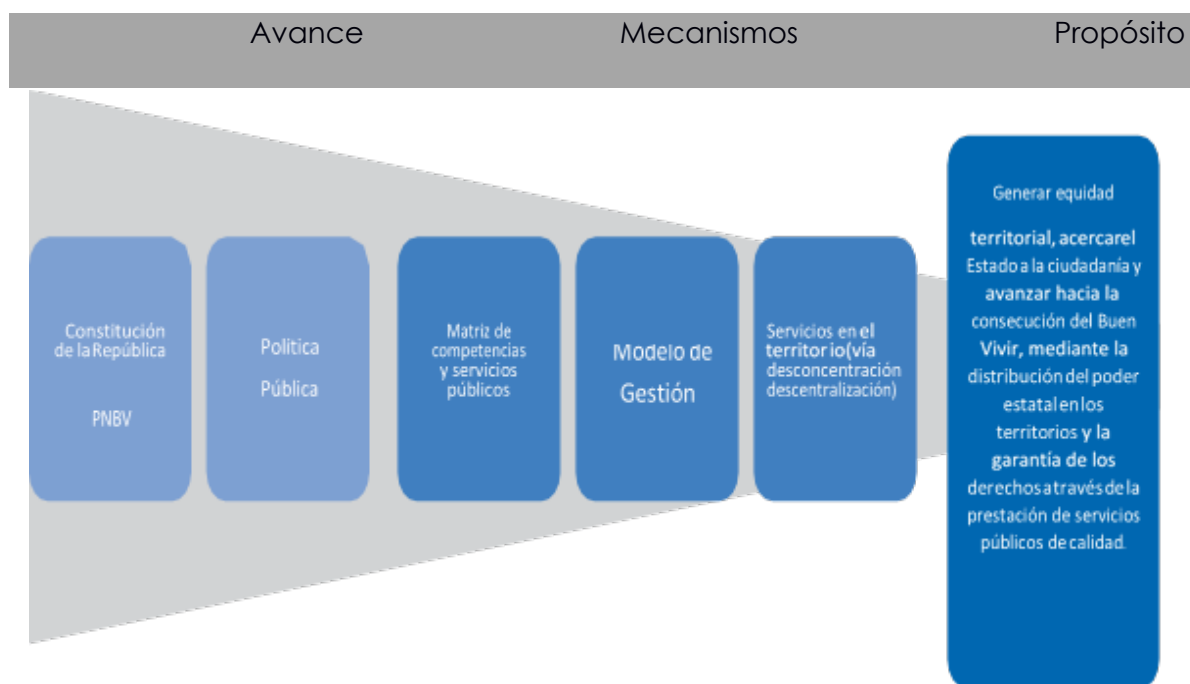 Avance Mecanismos Propósito
Constitución
de la República
PNBV
Politica
Pública
Matriz de
competencias
y servicios
públicos
Modelo de
Gestión
Servicios en el
territorio(vía
desconcentración
descentralización)
Generar equidad
territorial, acercarel
Estado a la ciudadanía y
avanzar hacia la
consecución del Buen
Vivir, mediante la
distribución del poder
estatal en los
territorios y la
garantía de los
derechos a través de la
prestación de servicios
públicos de calidad.